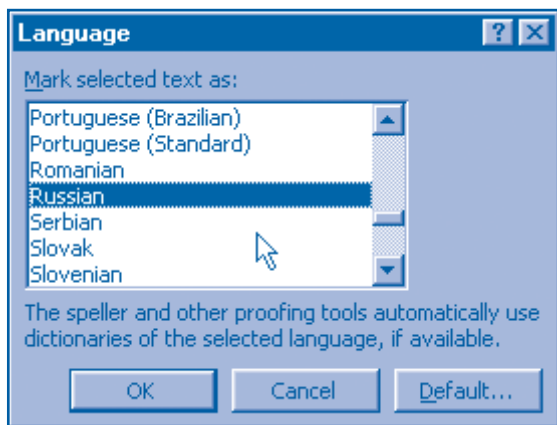 Language
Mark selected text as:
Portuguese (Brazilian)
Portuguese (Standard)
Romanian
Russian
Serbian
Slovak
Slovenian
The speller and other proofing tools automatically use
dictionaries of the selected language, if available.
OK Cancel Default...